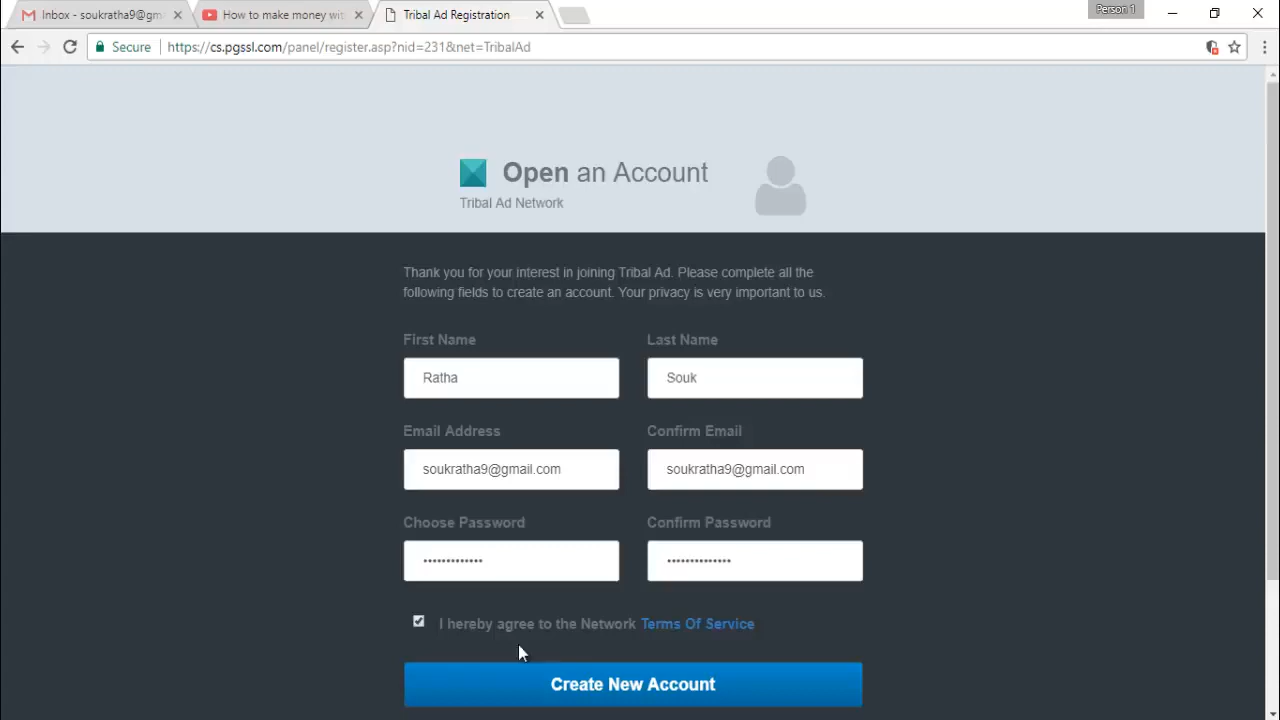 Inbox - soukratha9@gm
How to make money wit
Tribal Ad Registration
Person 1
Secure
https://cs.pgssl.com/panel/register.asp?nid=231&net=TribalAd
Open an Account
Tribal Ad Network
Thank you for your interest in joining Tribal Ad. Please complete all the
following fields to create an account. Your privacy is very important to us.
First Name
Last Name
Ratha
Souk
Email Address
Confirm Email
soukratha9@gmail.com
soukratha9@gmail.com
Choose Password
Confirm Password
•••••••••••••
••••••••••••••
I hereby agree to the Network Terms Of Service
Create New Account